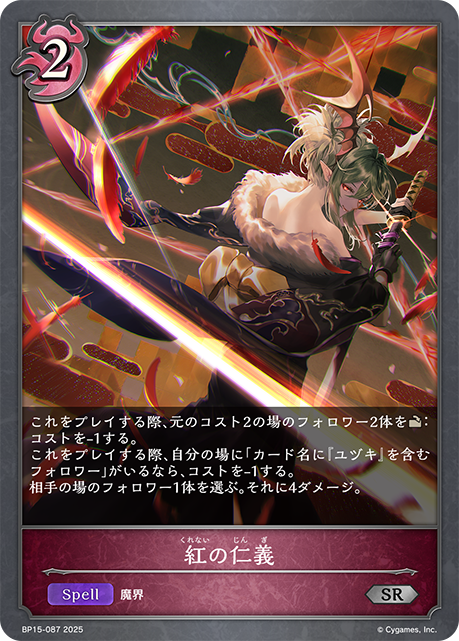 2
これをプレイする際、元のコスト2の場のフォロワー2体を:
コストを-1する。
これをプレイする際、自分の場に「カード名に『ユヅキ』を含む
フォロワー」がいるなら、コストを-1する。
相手の場のフォロワー1体を選ぶ。それに4ダメージ。
くれない じん ぎ
紅の仁義
Spell 魔界 SR
BP15-087 2025 © Cygames, Inc.